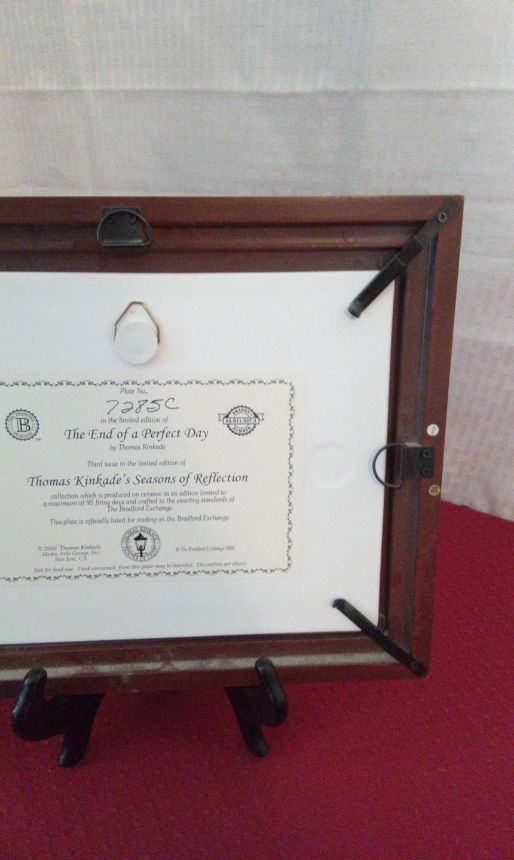 Plate No.
7285C
in the limited edition of
The End of a Perfect Day
by Thomas Kinkade
Third issue in the limited edition of
Thomas Kinkade's Seasons of Reflection
collection which is produced on ceramic in an edition limited to
a maximum of 95 firing days and crafted to the exacting standards of
The Bradford Exchange
This plate is officially listed for trading on the Bradford Exchange.
B
© 2000 Thomas Kinkade,
Media Arts Group, Inc.
San Jose, CA
THOMAS KINKADE
© The Bradford Exchange 2000
Not for food use. Food consumed from this plate may be harmful. Decorative art object